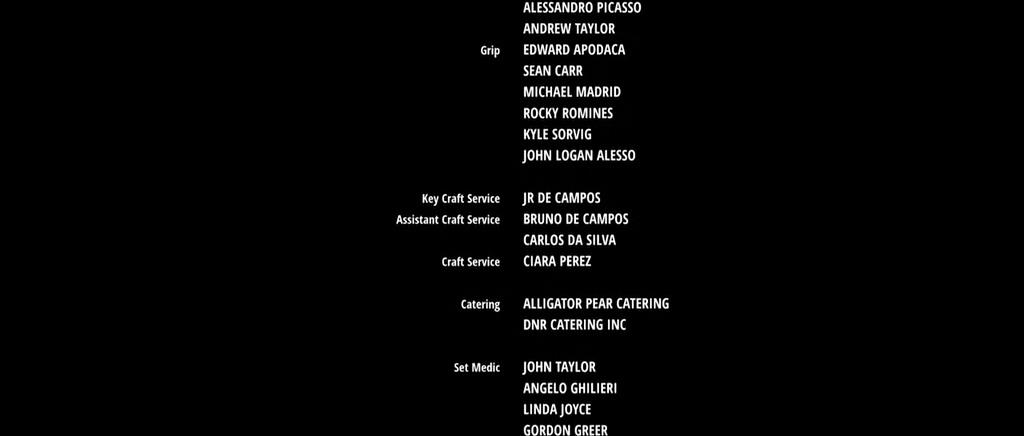 ALESSANDRO PICASSO
ANDREW TAYLOR
Grip EDWARD APODACA
SEAN CARR
MICHAEL MADRID
ROCKY ROMINES
KYLE SORVIG
JOHN LOGAN ALESSO
Key Craft Service JR DE CAMPOS
Assistant Craft Service BRUNO DE CAMPOS
CARLOS DA SILVA
Craft Service CIARA PEREZ
Catering ALLIGATOR PEAR CATERING
DNR CATERING INC
Set Medic JOHN TAYLOR
ANGELO GHILIERI
LINDA JOYCE
GORDON GREER